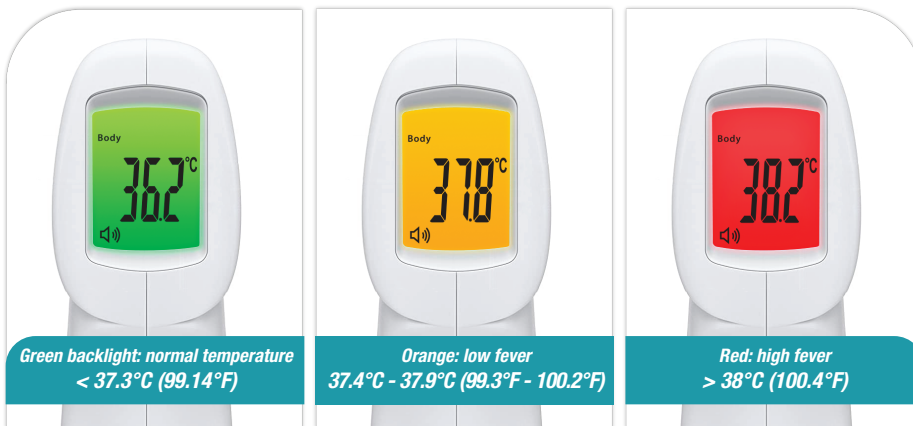 Body
36.2°C
Green backlight: normal temperature
< 37.3°C (99.14°F)
Body
37.8°C
Orange: low fever
37.4°C - 37.9°C (99.3°F - 100.2°F)
Body
38.2°C
Red: high fever
> 38°C (100.4°F)